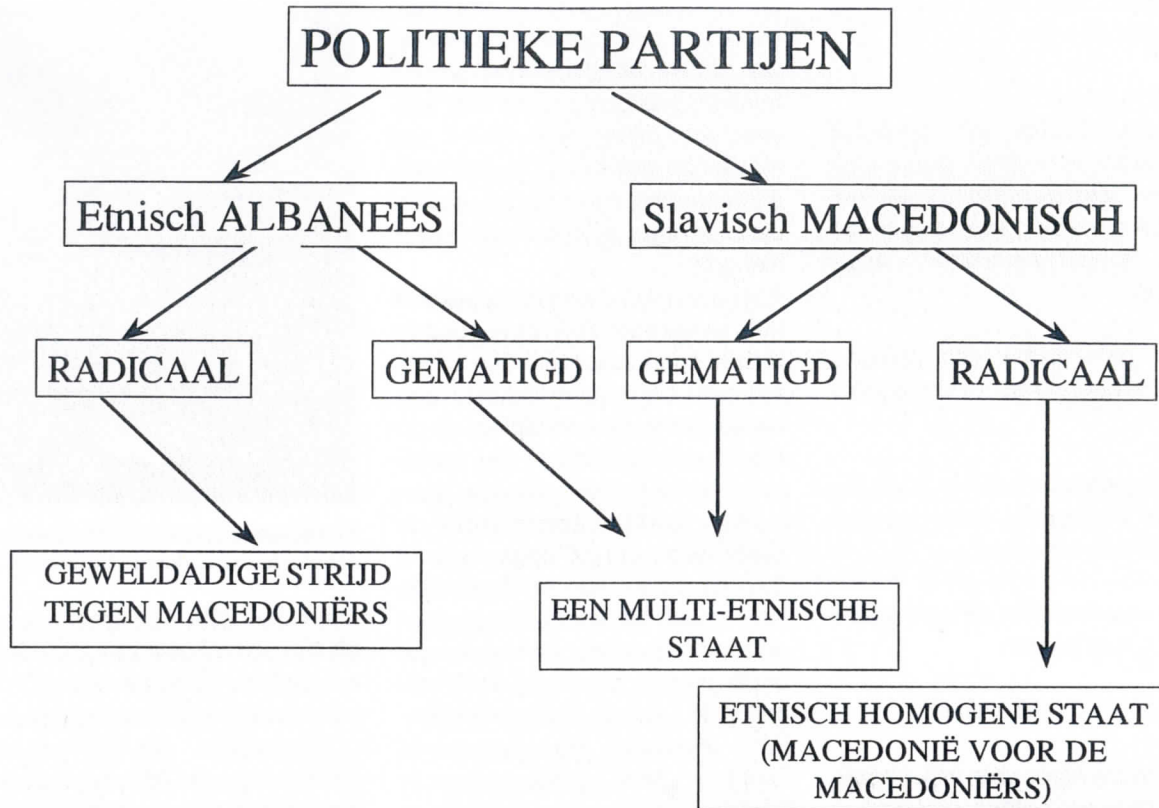 POLITIEKE PARTIJEN
Etnisch ALBANEES
Slavisch MACEDONISCH
RADICAAL
GEMATIGD
GEMATIGD
RADICAAL
GEWELDADIGE STRIJD
TEGEN MACEDONIËRS
EEN MULTI-ETNISCHE
STAAT
ETNISCH HOMOGENE STAAT
(MACEDONIË VOOR DE
MACEDONIËRS)